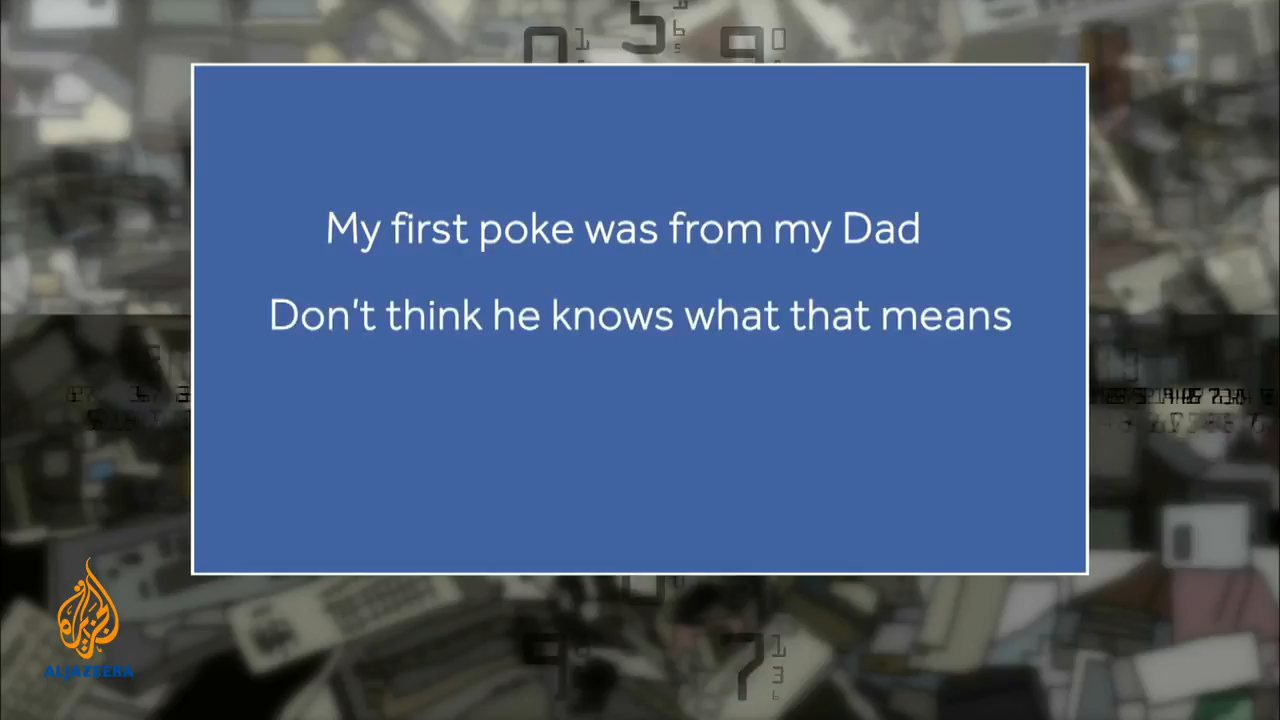 My first poke was from my Dad
Don't think he knows what that means
ALJAZEERA